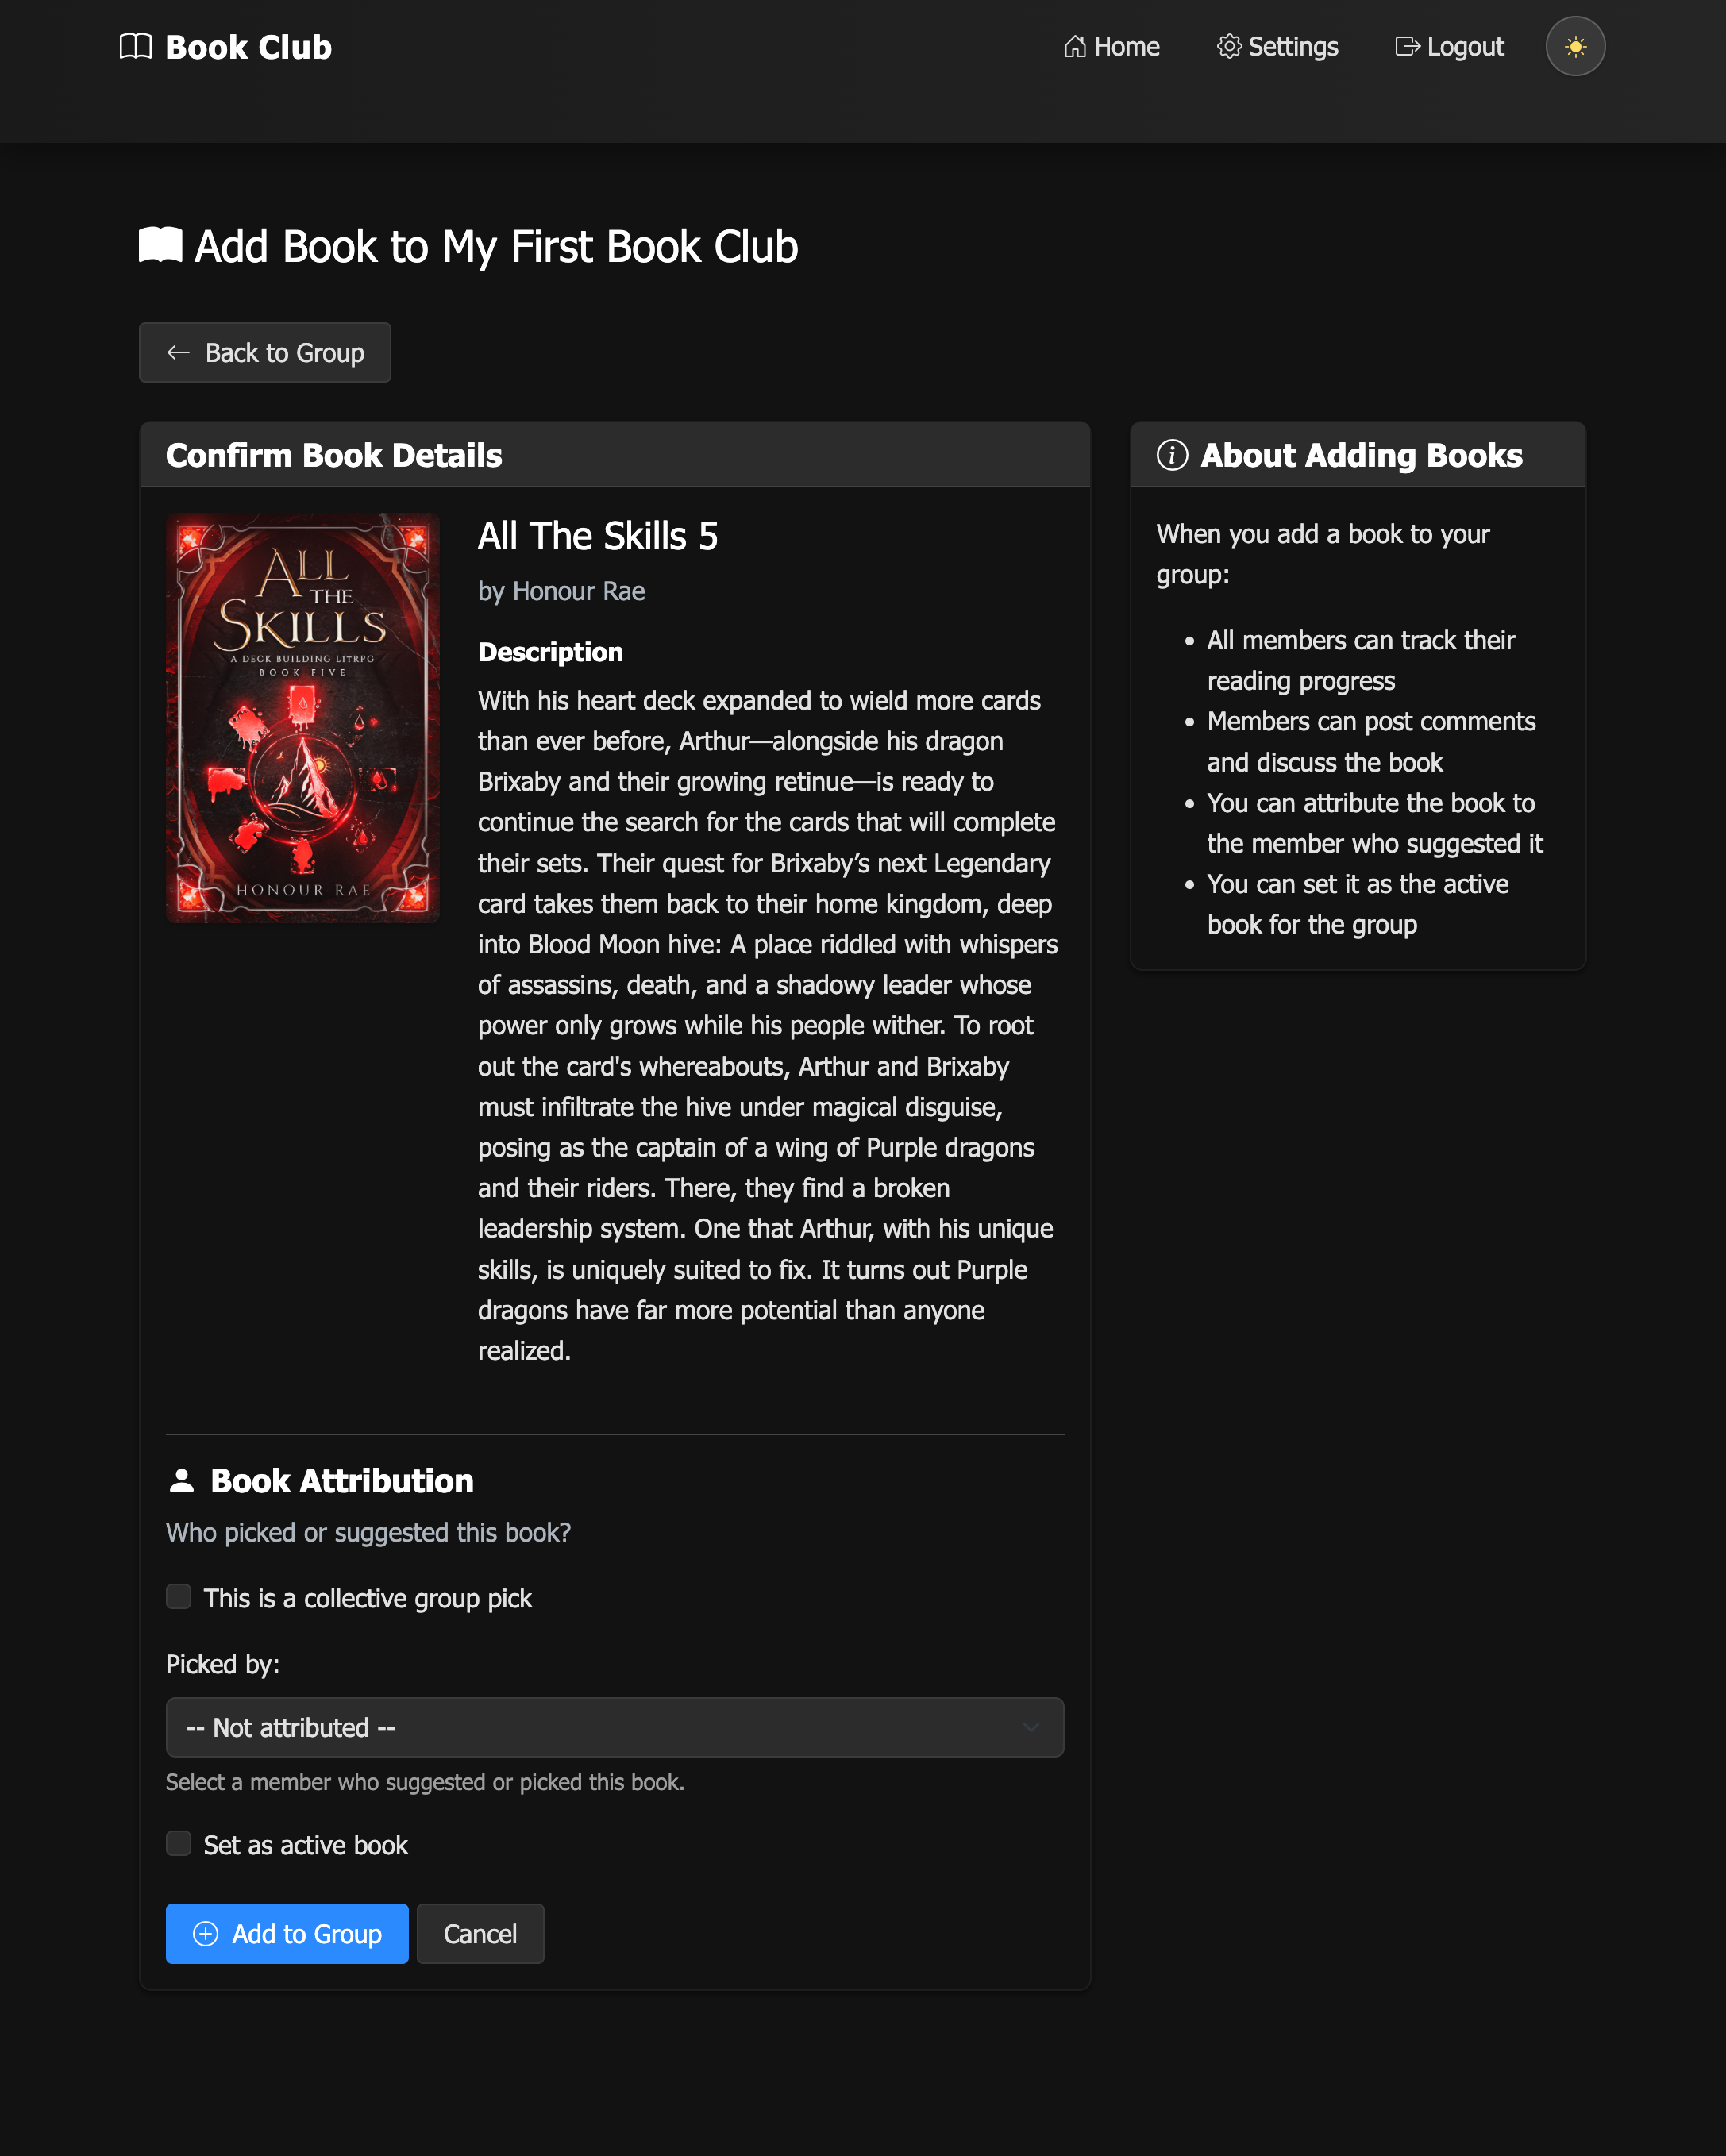 Book Club
Home
Settings
Logout
Add Book to My First Book Club
Back to Group
Confirm Book Details
ALL
THE
SKILLS
A DECK BUILDING LITRPG
BOOK FIVE
HONOUR RAE
All The Skills 5
by Honour Rae
Description
With his heart deck expanded to wield more cards
than ever before, Arthur—alongside his dragon
Brixaby and their growing retinue—is ready to
continue the search for the cards that will complete
their sets. Their quest for Brixaby’s next Legendary
card takes them back to their home kingdom, deep
into Blood Moon hive: A place riddled with whispers
of assassins, death, and a shadowy leader whose
power only grows while his people wither. To root
out the card's whereabouts, Arthur and Brixaby
must infiltrate the hive under magical disguise,
posing as the captain of a wing of Purple dragons
and their riders. There, they find a broken
leadership system. One that Arthur, with his unique
skills, is uniquely suited to fix. It turns out Purple
dragons have far more potential than anyone
realized.
Book Attribution
Who picked or suggested this book?
This is a collective group pick
Picked by:
-- Not attributed --
Select a member who suggested or picked this book.
Set as active book
Add to Group
Cancel
About Adding Books
When you add a book to your
group:
• All members can track their
reading progress
• Members can post comments
and discuss the book
• You can attribute the book to
the member who suggested it
• You can set it as the active
book for the group